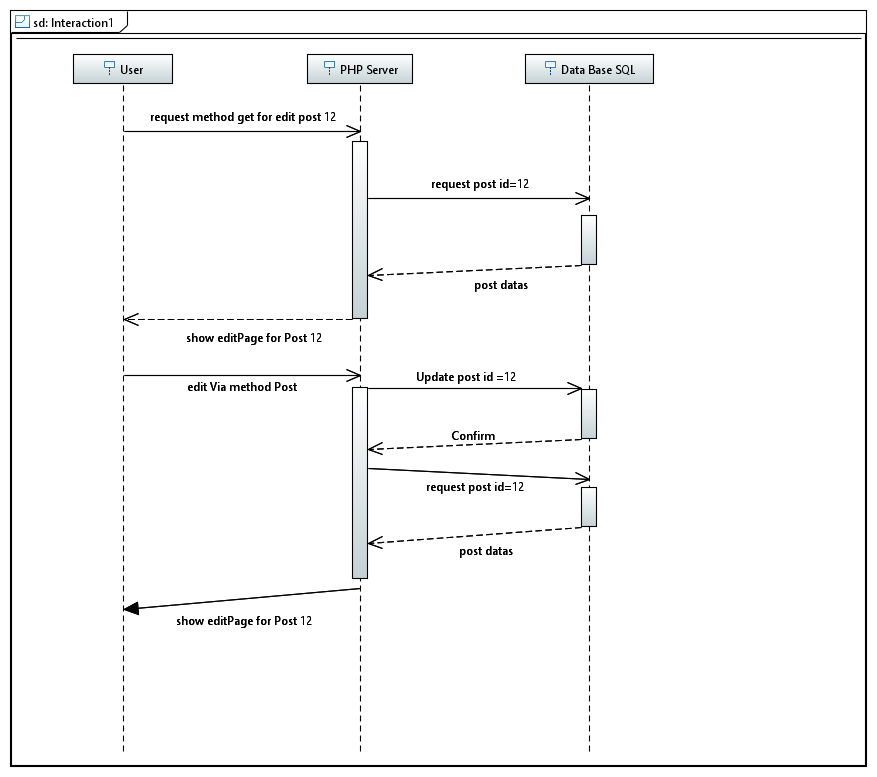 sd: Interaction1
User
PHP Server
Data Base SQL
request method get for edit post 12
request post id=12
post datas
show editPage for Post 12
edit Via method Post
Update post id =12
Confirm
request post id=12
post datas
show editPage for Post 12